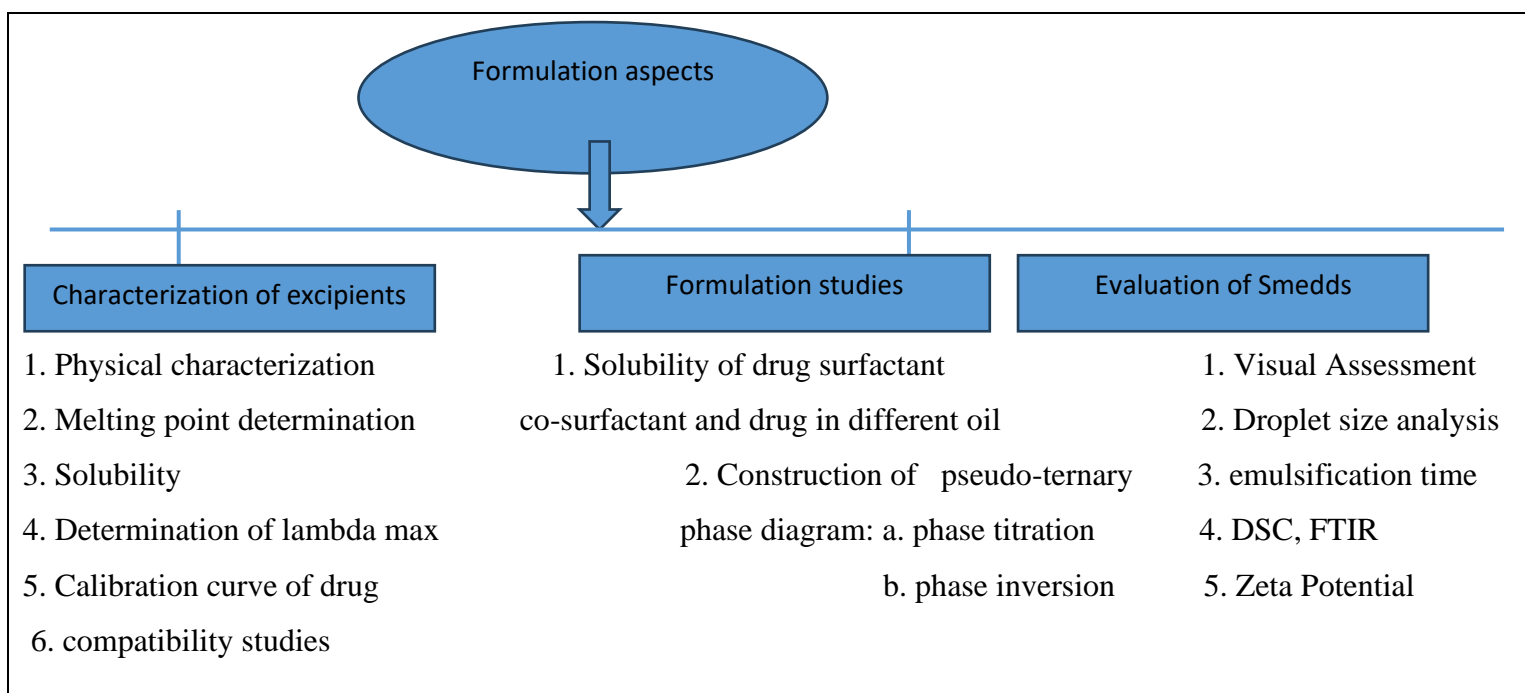 Formulation aspects
Characterization of excipients
1. Physical characterization
2. Melting point determination
3. Solubility
4. Determination of lambda max
5. Calibration curve of drug
6. compatibility studies
Formulation studies
1. Solubility of drug surfactant
co-surfactant and drug in different oil
2. Construction of pseudo-ternary
phase diagram: a. phase titration
b. phase inversion
Evaluation of Smedds
1. Visual Assessment
2. Droplet size analysis
3. emulsification time
4. DSC, FTIR
5. Zeta Potential